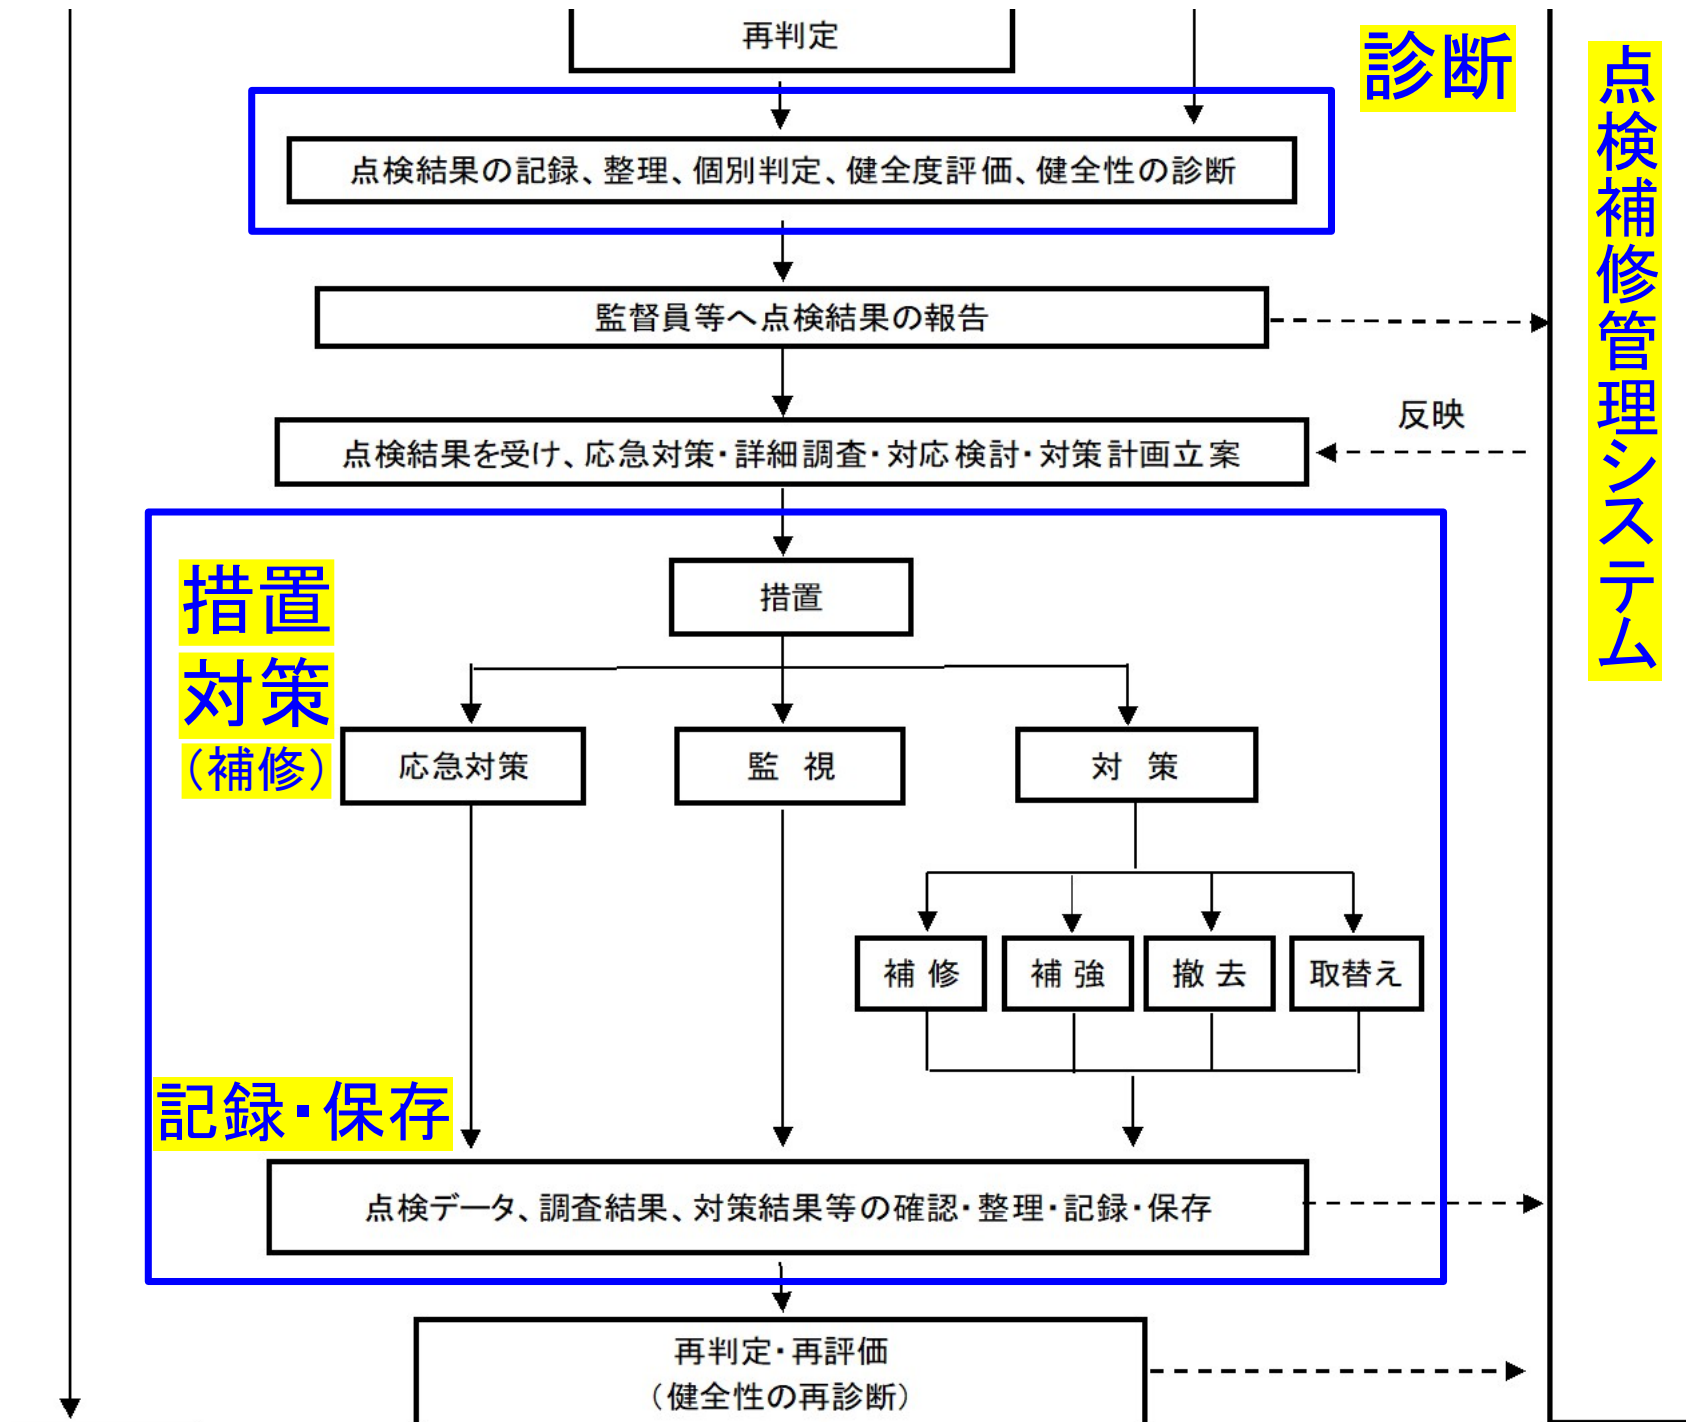 再判定
診断
点検補修管理システム
点検結果の記録、整理、個別判定、健全度評価、健全性の診断
監督員等へ点検結果の報告
反映
点検結果を受け、応急対策・詳細調査・対応検討・対策計画立案
措置
措置
対策
（補修）
応急対策
監 視
対 策
補 修
補 強
撤 去
取替え
記録・保存
点検データ、調査結果、対策結果等の確認・整理・記録・保存
再判定・再評価
（健全性の再診断）